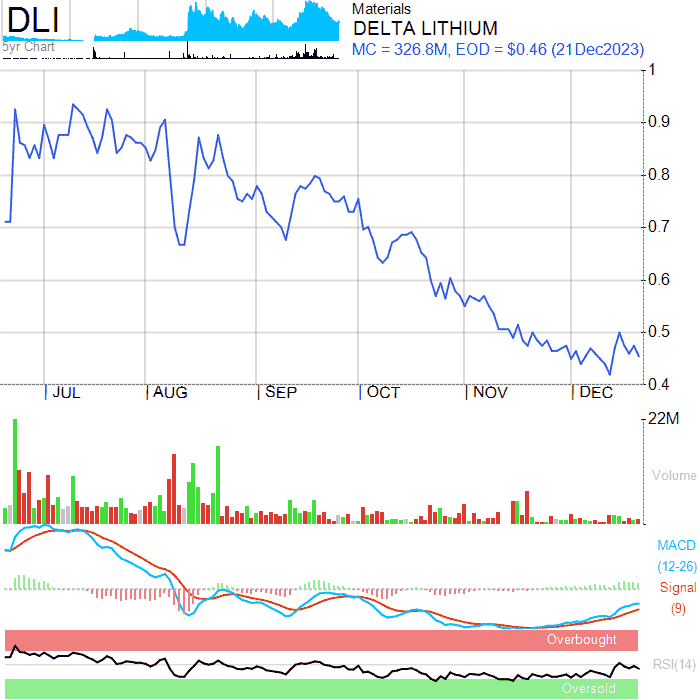 DLI
5yr Chart
Materials
DELTA LITHIUM
MC = 326.8M, EOD = $0.46 (21Dec2023)
1
0.9
0.8
0.7
0.6
0.5
0.4
JUL AUG SEP OCT NOV DEC
22M
Volume
MACD
(12-26)
Signal
(9)
Overbought
RSI(14)
Oversold